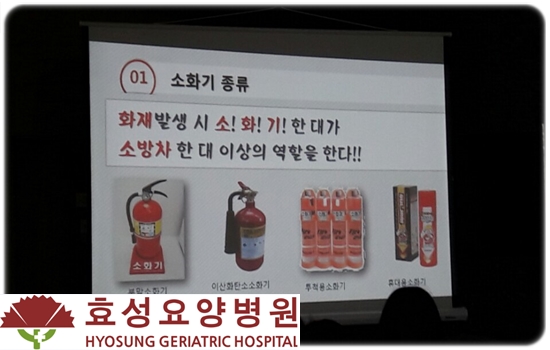 01 소화기 종류
화재발생 시 소! 화! 기! 한 대가
소방차 한 대 이상의 역할을 한다!!
소화기
분말소화기 이산화탄소소화기 투척용소화기 휴대용소화기
효성요양병원
HYOSUNG GERIATRIC HOSPITAL